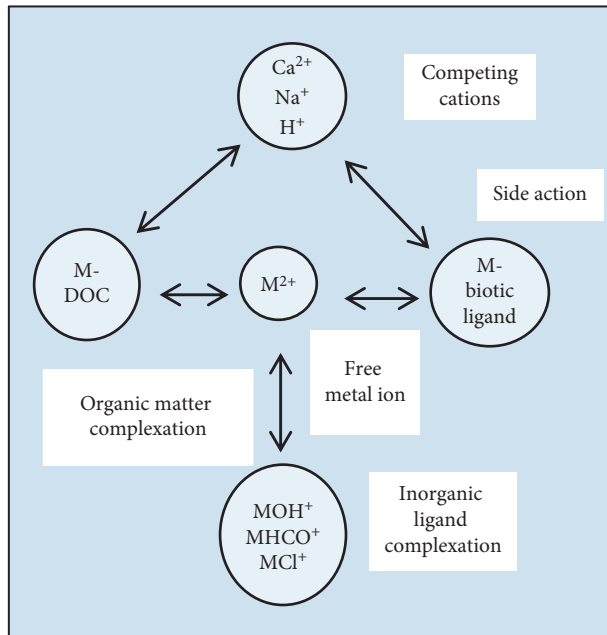 Ca²⁺
Na⁺
H⁺
Competing
cations
Side action
M-
DOC
M²⁺
M-
biotic
ligand
Free
metal ion
Organic matter
complexation
MOH⁺
MHCO⁺
MCl⁺
Inorganic
ligand
complexation